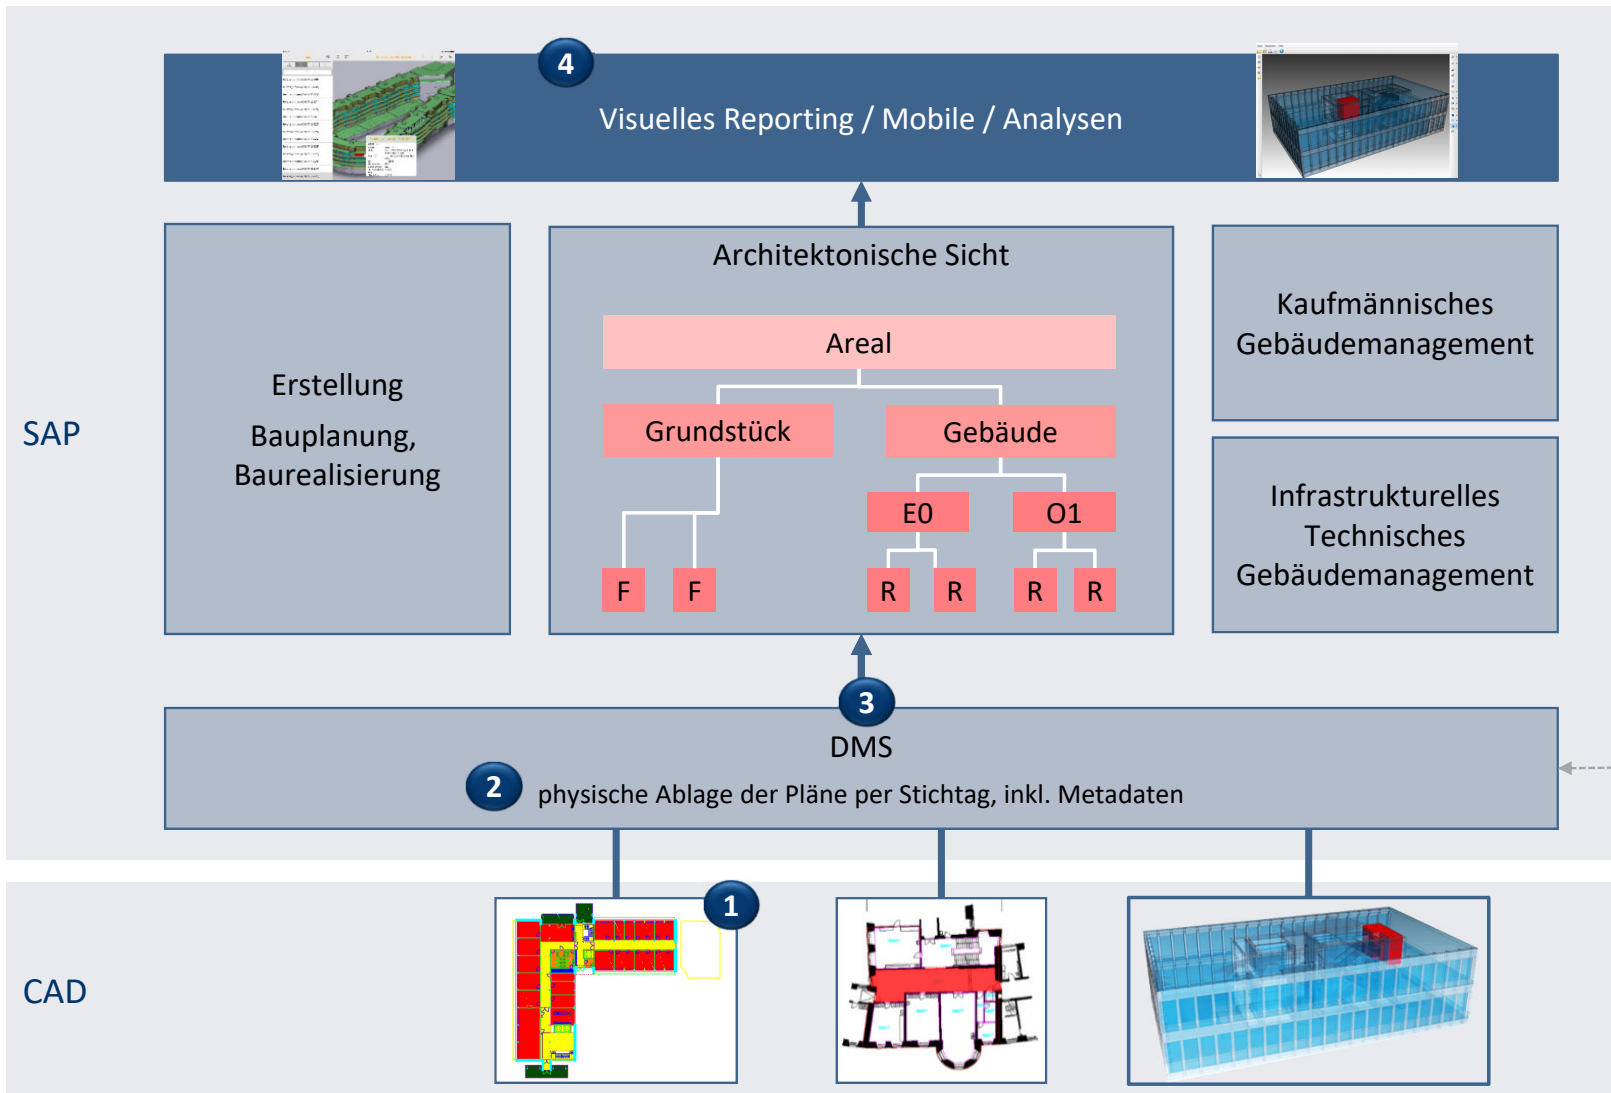 4
Visuelles Reporting / Mobile / Analysen
SAP
Erstellung
Bauplanung,
Baurealisierung
Architektonische Sicht
Areal
Grundstück
Gebäude
E0
O1
F
F
R
R
R
R
Kaufmännisches
Gebäudemanagement
Infrastrukturelles
Technisches
Gebäudemanagement
3
DMS
2
physische Ablage der Pläne per Stichtag, inkl. Metadaten
1
CAD